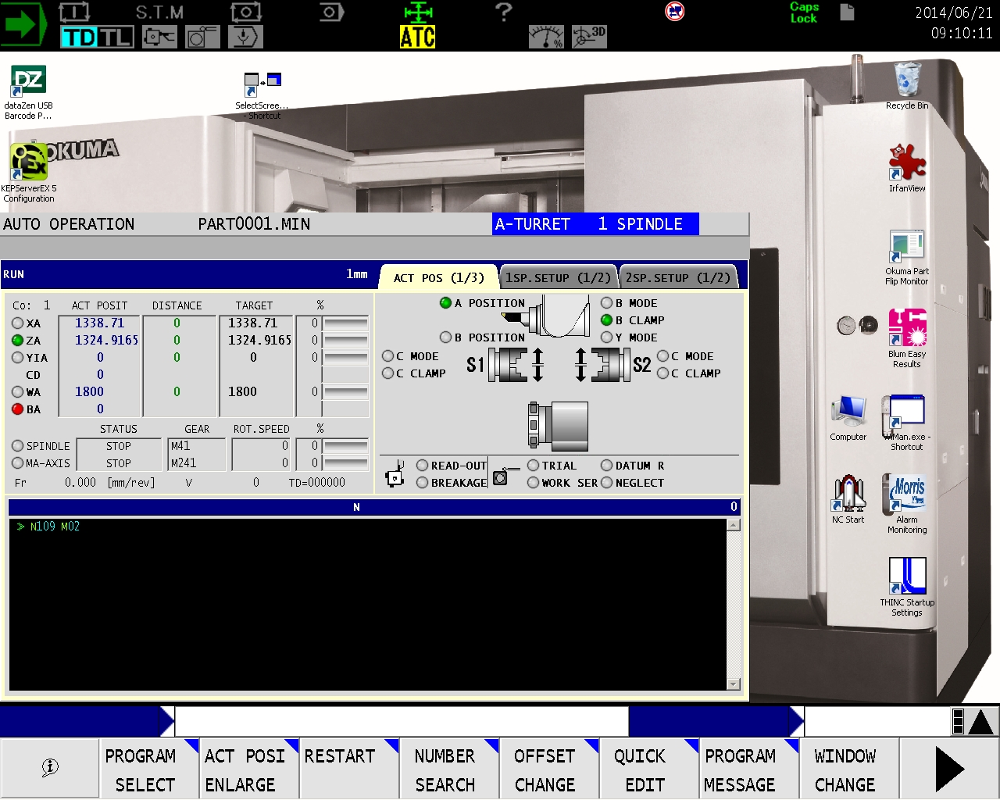 S.T.M
TD TL
ATC
%
3D
?
Caps
Lock
2014/06/21
09:10:11
DZ
dataZen USB
Barcode P...
SelectScree...
- Shortcut
Recycle Bin
OKUMA
Ex
KEPServerEX 5
Configuration
IrfanView
Okuma Part
Flip Monitor
Blum Easy
Results
Computer
WMan.exe -
Shortcut
NC Start
Morris
Alarm
Monitoring
THINC Startup
Settings
AUTO OPERATION PART0001.MIN A-TURRET 1 SPINDLE
RUN 1mm ACT POS (1/3) 1SP.SETUP (1/2) 2SP.SETUP (1/2)
Co: 1 ACT POSIT DISTANCE TARGET %
XA 1338.71 0 1338.71 0
ZA 1324.9165 0 1324.9165 0
YIA 0 0 0 0
CD 0
WA 1800 0 1800 0
BA 0
STATUS GEAR ROT.SPEED %
SPINDLE STOP M41 0 0
MA-AXIS STOP M241 0 0
Fr 0.000 [mm/rev] V 0 TD=000000
A POSITION B MODE
B CLAMP
B POSITION Y MODE
C MODE S1 S2 C MODE
C CLAMP C CLAMP
READ-OUT TRIAL DATUM R
BREAKAGE WORK SER NEGLECT
N 0
N109 M02
PROGRAM SELECT
ACT POSI ENLARGE
RESTART
NUMBER SEARCH
OFFSET CHANGE
QUICK EDIT
PROGRAM MESSAGE
WINDOW CHANGE